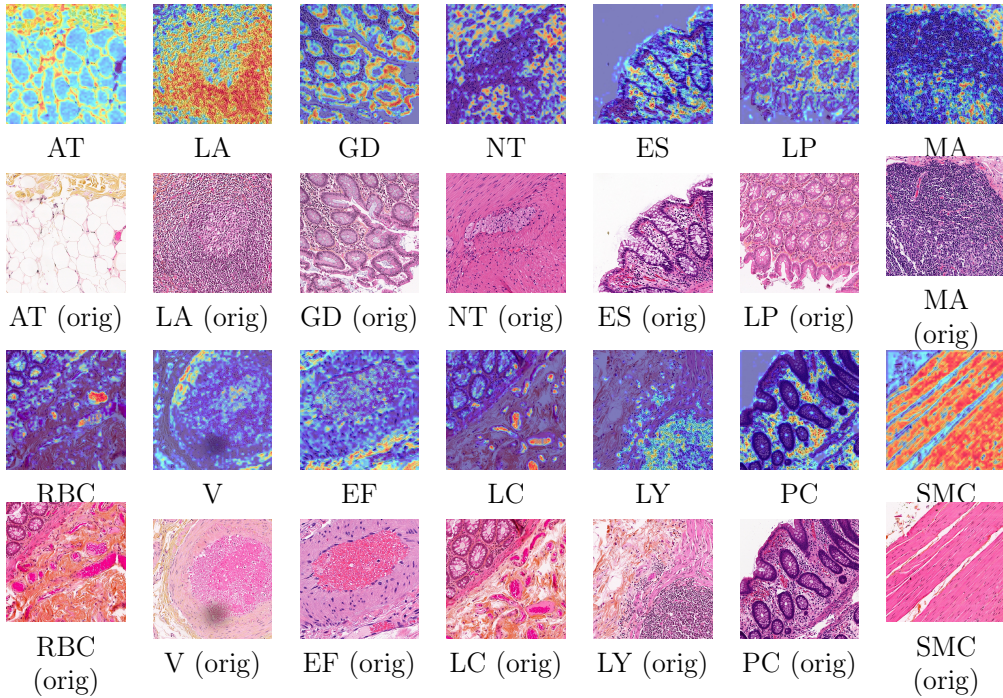 AT LA GD NT ES LP MA
AT (orig) LA (orig) GD (orig) NT (orig) ES (orig) LP (orig) MA
(orig)
RBC V EF LC LY PC SMC
RBC
(orig) V (orig) EF (orig) LC (orig) LY (orig) PC (orig) SMC
(orig)